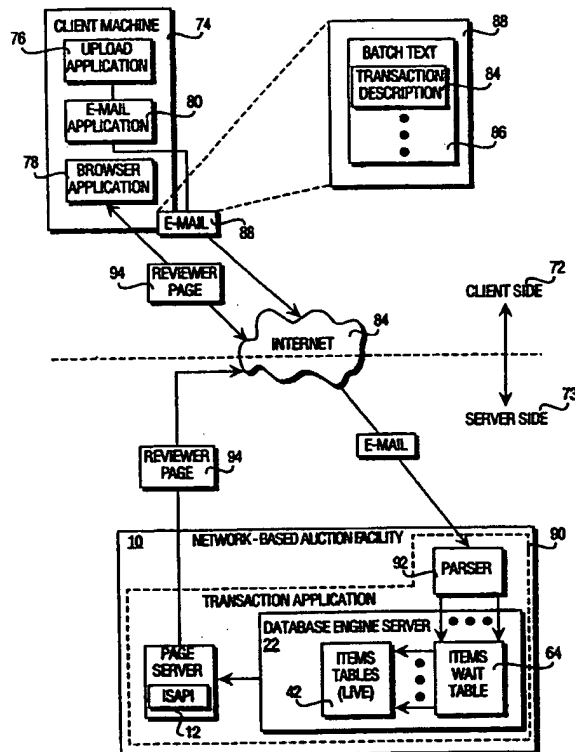 CLIENT MACHINE
74
76
UPLOAD
APPLICATION
E-MAIL
APPLICATION
80
78
BROWSER
APPLICATION
E-MAIL
88
88
BATCH TEXT
TRANSACTION
DESCRIPTION
84
86
94
REVIEWER
PAGE
INTERNET
84
72
CLIENT SIDE
73
SERVER SIDE
E-MAIL
REVIEWER
PAGE
94
10
NETWORK-BASED AUCTION FACILITY
90
92
PARSER
TRANSACTION APPLICATION
DATABASE ENGINE SERVER
22
PAGE
SERVER
ISAPI
12
ITEMS
TABLES
(LIVE)
42
ITEMS
WAIT
TABLE
64